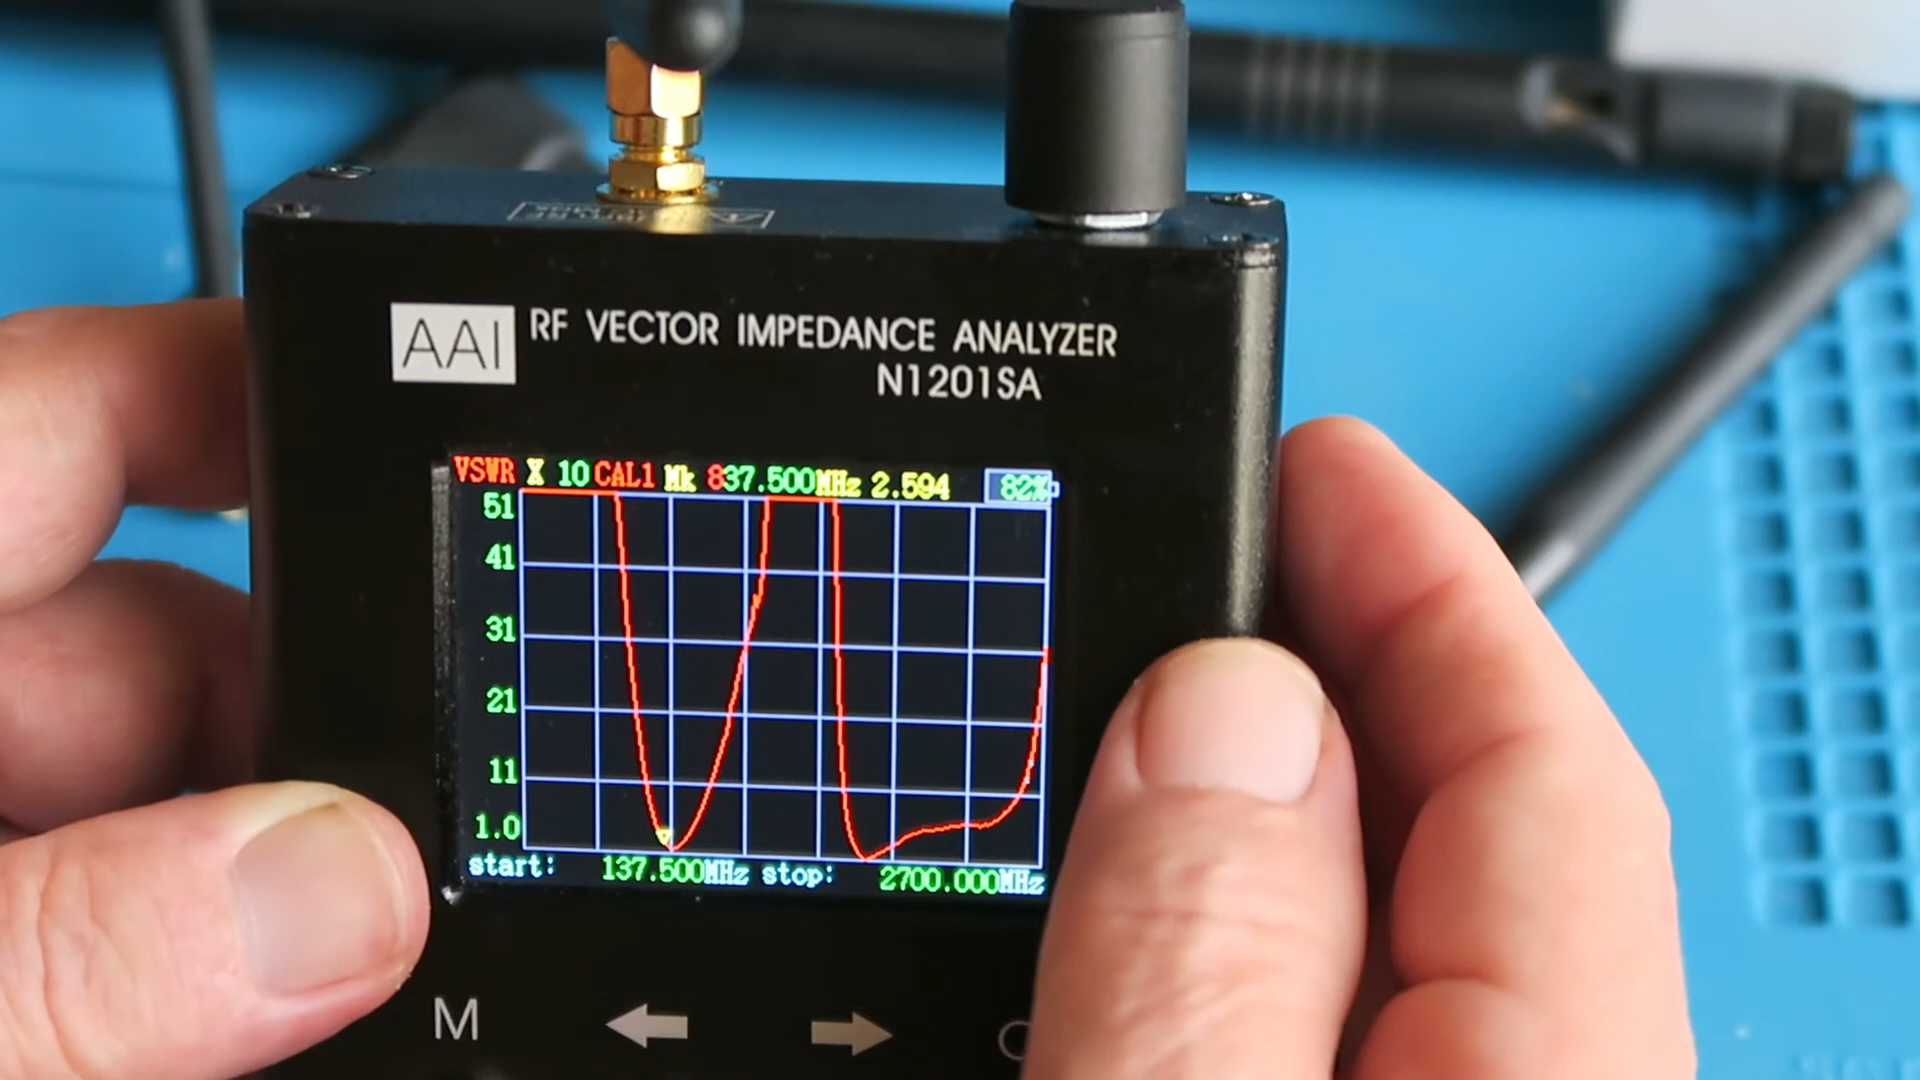 AAI RF VECTOR IMPEDANCE ANALYZER
N1201SA
VSWR X 10 CAL1 Mk 837.500MHz 2.594 82%
51
41
31
21
11
1.0
start: 137.500MHz stop: 2700.000MHz
M